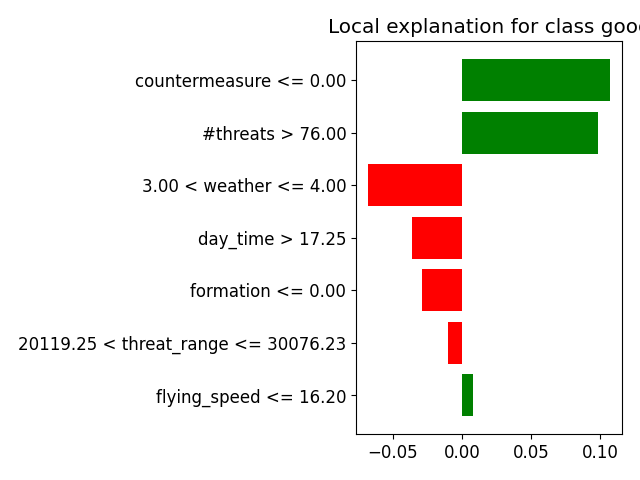 Local explanation for class good
countermeasure <= 0.00
#threats > 76.00
3.00 < weather <= 4.00
day_time > 17.25
formation <= 0.00
20119.25 < threat_range <= 30076.23
flying_speed <= 16.20
−0.05 0.00 0.05 0.10